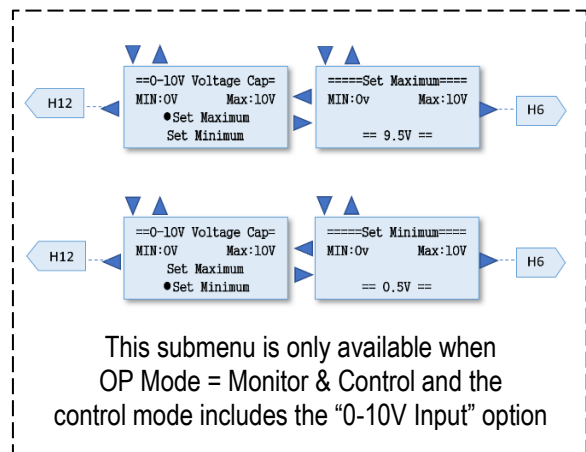 ==0-10V Voltage Cap=
MIN:0V Max:10V
●Set Maximum
Set Minimum
=====Set Maximum====
MIN:0v Max:10V
== 9.5V ==
H12
H6
==0-10V Voltage Cap=
MIN:0V Max:10V
Set Maximum
●Set Minimum
=====Set Minimum====
MIN:0v Max:10V
== 0.5V ==
H12
H6
This submenu is only available when
OP Mode = Monitor & Control and the
control mode includes the “0-10V Input” option